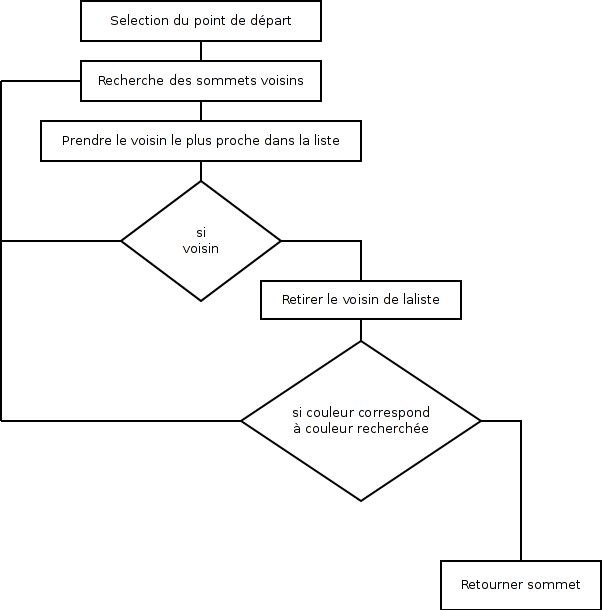 Selection du point de départ
Recherche des sommets voisins
Prendre le voisin le plus proche dans la liste
si
voisin
Retirer le voisin de laliste
si couleur correspond
à couleur recherchée
Retourner sommet